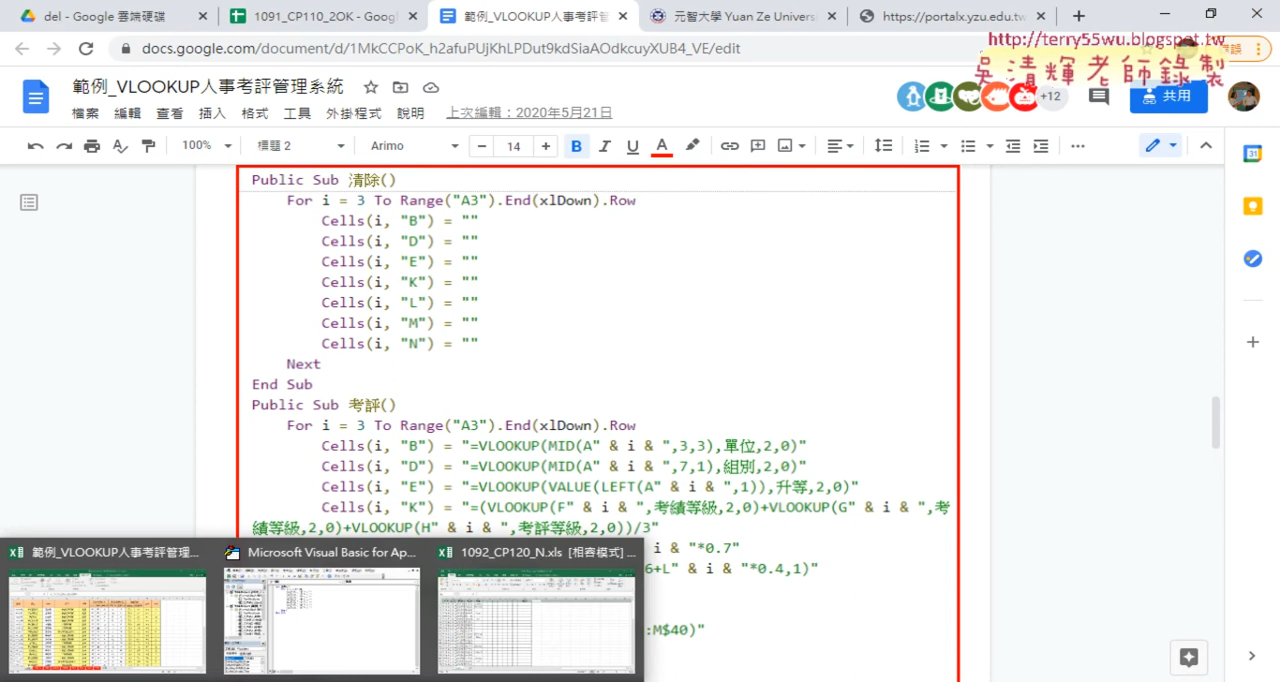 del - Google 雲端硬碟
1091_CP110_2OK - Goog
範例_VLOOKUP人事考評管
元智大學 Yuan Ze Univers
https://portalx.yzu.edu.tw
docs.google.com/document/d/1MkCCPoK_h2afuPUjKhLPDut9kdSiaAOdkcuyXUB4_VE/edit
http://terry55wu.blogspot.tw
吳清輝老師錄製
範例_VLOOKUP人事考評管理系統
檔案 編輯 查看 插入 格式 工具 外掛程式 說明 上次編輯：2020年5月21日
+12
共用
100% 標題 2 Arimo 14 B I U A
Public Sub 清除()
For i = 3 To Range("A3").End(xlDown).Row
Cells(i, "B") = ""
Cells(i, "D") = ""
Cells(i, "E") = ""
Cells(i, "K") = ""
Cells(i, "L") = ""
Cells(i, "M") = ""
Cells(i, "N") = ""
Next
End Sub
Public Sub 考評()
For i = 3 To Range("A3").End(xlDown).Row
Cells(i, "B") = "=VLOOKUP(MID(A" & i & ",3,3),單位,2,0)"
Cells(i, "D") = "=VLOOKUP(MID(A" & i & ",7,1),組別,2,0)"
Cells(i, "E") = "=VLOOKUP(VALUE(LEFT(A" & i & ",1)),升等,2,0)"
Cells(i, "K") = "=(VLOOKUP(F" & i & ",考績等級,2,0)+VLOOKUP(G" & i & ",考
績等級,2,0)+VLOOKUP(H" & i & ",考評等級,2,0))/3"
i & "*0.7"
6+L" & i & "*0.4,1)"
:M$40)"
範例_VLOOKUP人事考評管理...
Microsoft Visual Basic for Ap...
1092_CP120_N.xls [相容模式] ...
31